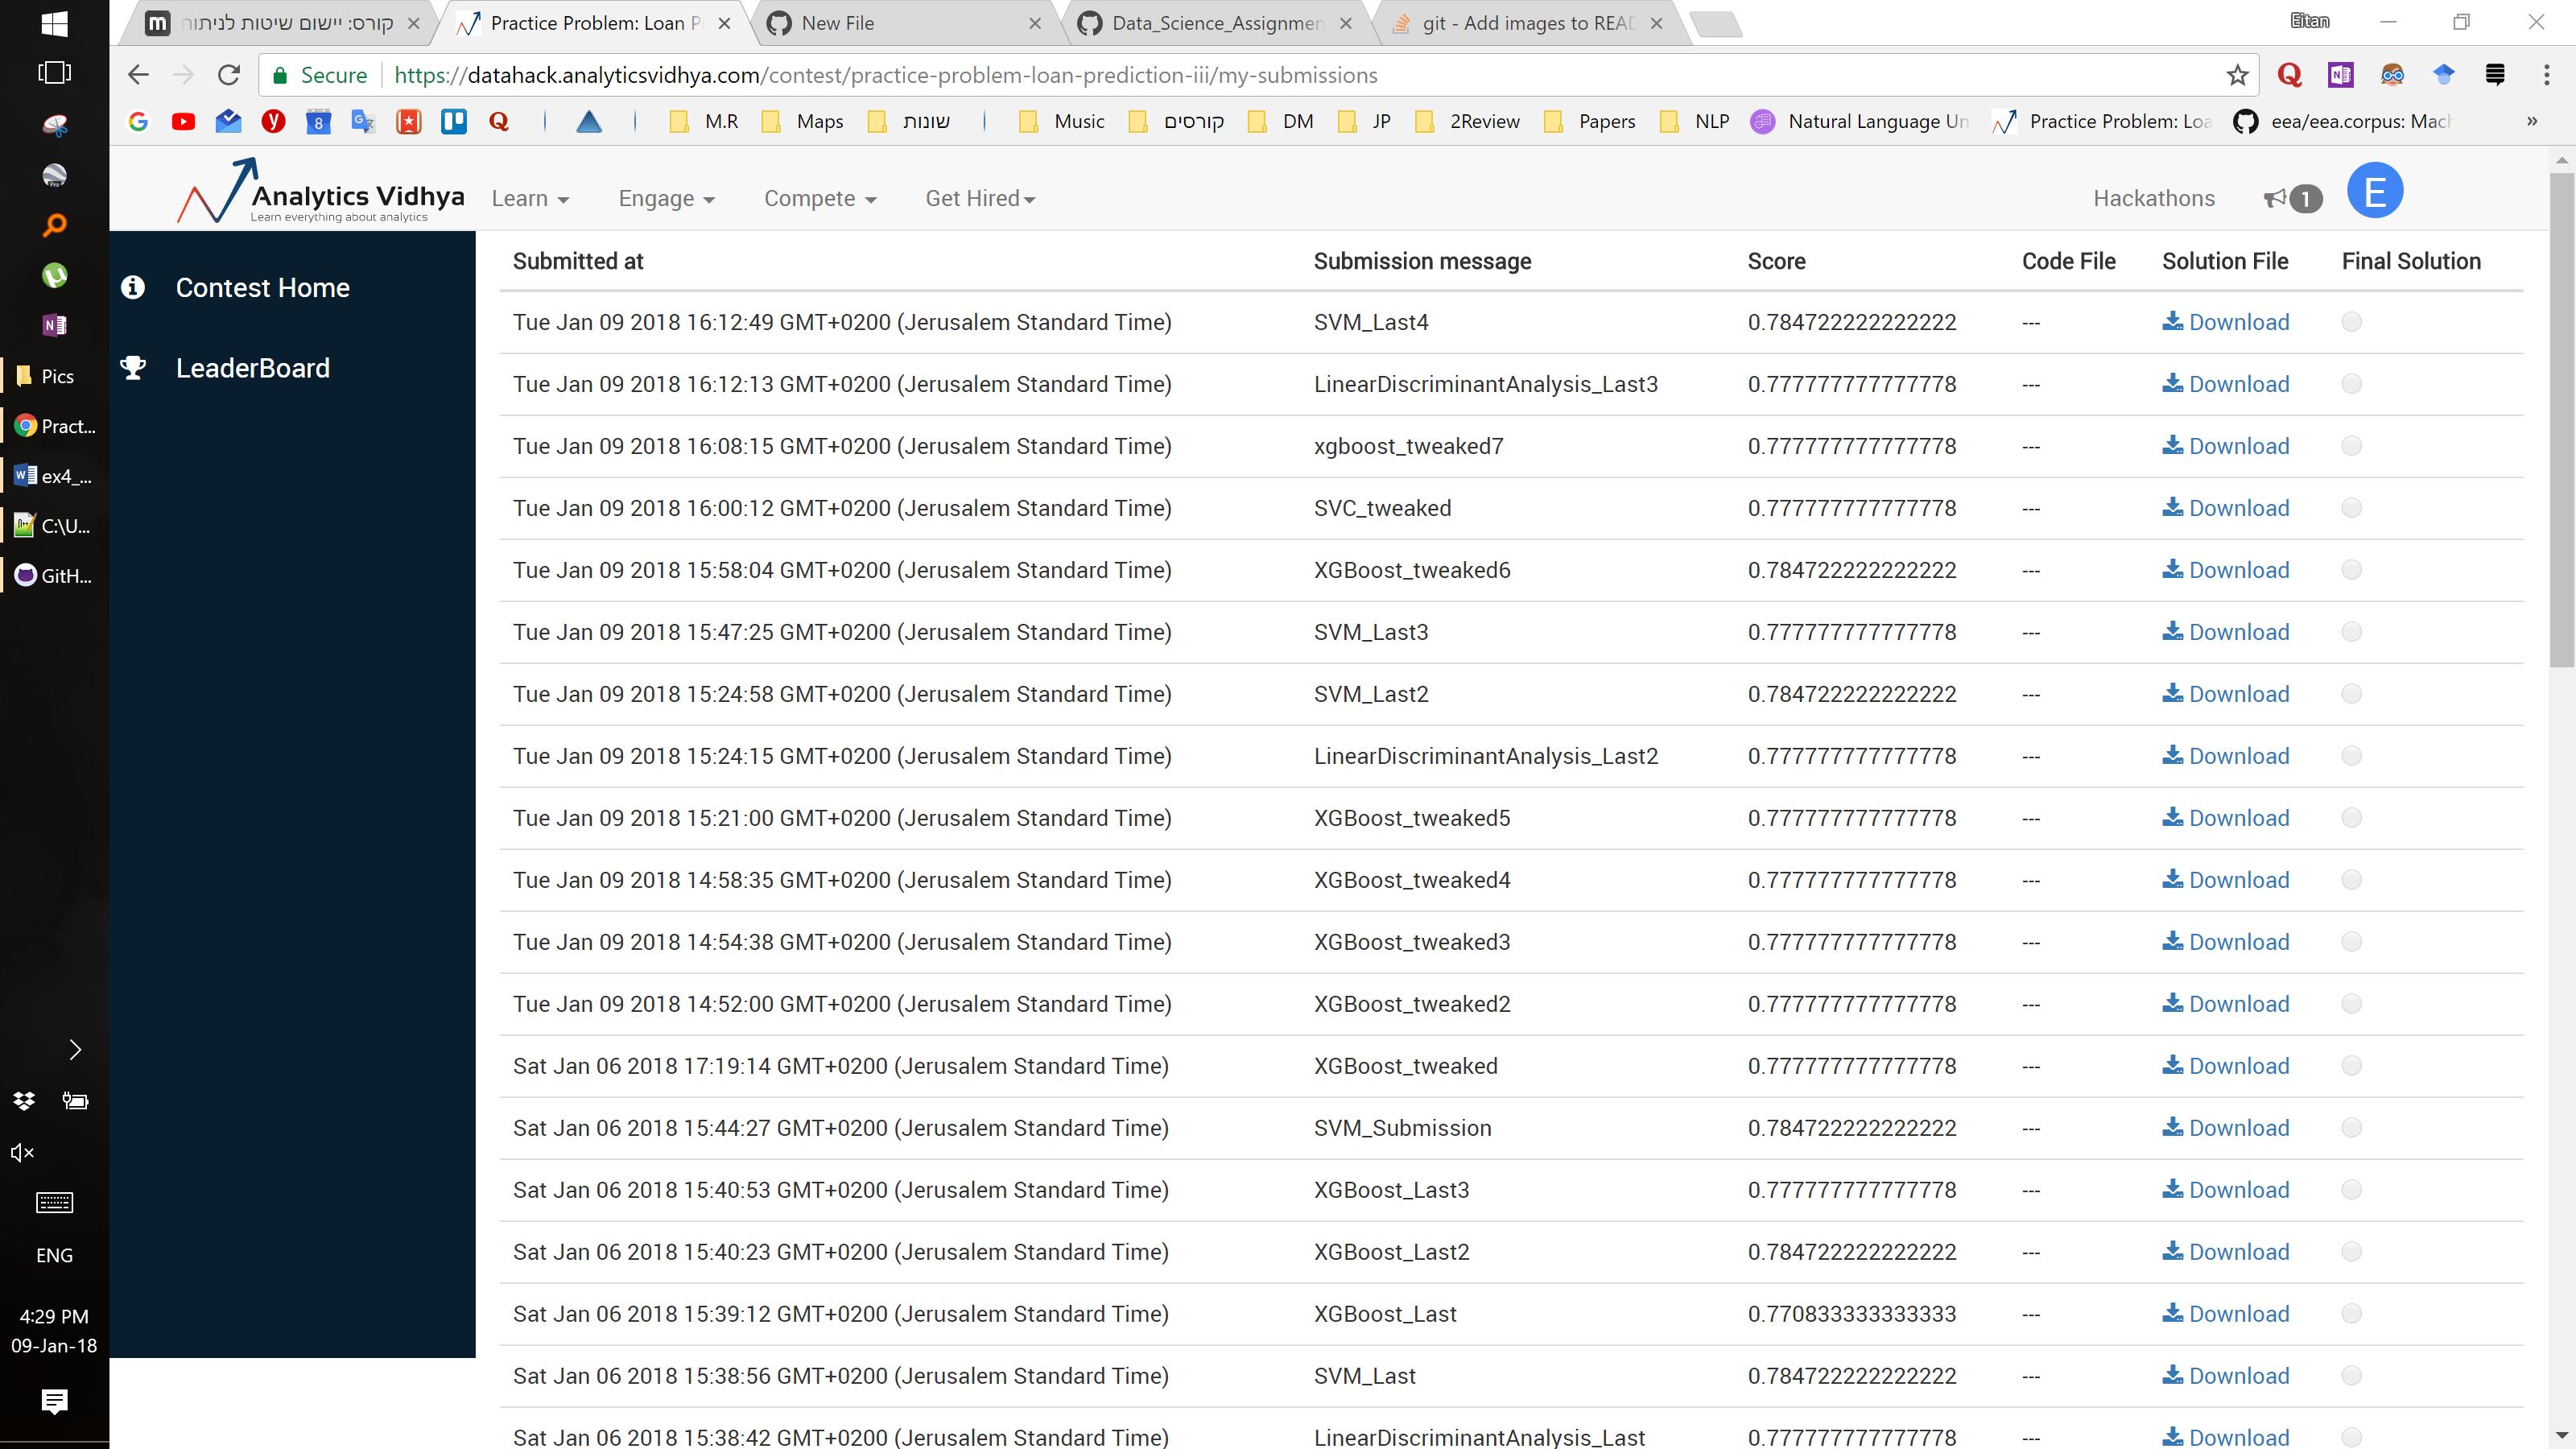 קורס: יישום שיטות לניתוח
Practice Problem: Loan P
New File
Data_Science_Assignmen
git - Add images to READ
Eitan
Secure
https://datahack.analyticsvidhya.com/contest/practice-problem-loan-prediction-iii/my-submissions
M.R
Maps
שונות
Music
קורסים
DM
JP
2Review
Papers
NLP
Natural Language Un
Practice Problem: Loa
eea/eea.corpus: Mach
»
Analytics Vidhya
Learn everything about analytics
Learn
Engage
Compete
Get Hired
Hackathons
1
E
Contest Home
LeaderBoard
Submitted at Submission message Score Code File Solution File Final Solution
Tue Jan 09 2018 16:12:49 GMT+0200 (Jerusalem Standard Time) SVM_Last4 0.784722222222222 --- Download
Tue Jan 09 2018 16:12:13 GMT+0200 (Jerusalem Standard Time) LinearDiscriminantAnalysis_Last3 0.777777777777778 --- Download
Tue Jan 09 2018 16:08:15 GMT+0200 (Jerusalem Standard Time) xgboost_tweaked7 0.777777777777778 --- Download
Tue Jan 09 2018 16:00:12 GMT+0200 (Jerusalem Standard Time) SVC_tweaked 0.777777777777778 --- Download
Tue Jan 09 2018 15:58:04 GMT+0200 (Jerusalem Standard Time) XGBoost_tweaked6 0.784722222222222 --- Download
Tue Jan 09 2018 15:47:25 GMT+0200 (Jerusalem Standard Time) SVM_Last3 0.777777777777778 --- Download
Tue Jan 09 2018 15:24:58 GMT+0200 (Jerusalem Standard Time) SVM_Last2 0.784722222222222 --- Download
Tue Jan 09 2018 15:24:15 GMT+0200 (Jerusalem Standard Time) LinearDiscriminantAnalysis_Last2 0.777777777777778 --- Download
Tue Jan 09 2018 15:21:00 GMT+0200 (Jerusalem Standard Time) XGBoost_tweaked5 0.777777777777778 --- Download
Tue Jan 09 2018 14:58:35 GMT+0200 (Jerusalem Standard Time) XGBoost_tweaked4 0.777777777777778 --- Download
Tue Jan 09 2018 14:54:38 GMT+0200 (Jerusalem Standard Time) XGBoost_tweaked3 0.777777777777778 --- Download
Tue Jan 09 2018 14:52:00 GMT+0200 (Jerusalem Standard Time) XGBoost_tweaked2 0.777777777777778 --- Download
Sat Jan 06 2018 17:19:14 GMT+0200 (Jerusalem Standard Time) XGBoost_tweaked 0.777777777777778 --- Download
Sat Jan 06 2018 15:44:27 GMT+0200 (Jerusalem Standard Time) SVM_Submission 0.784722222222222 --- Download
Sat Jan 06 2018 15:40:53 GMT+0200 (Jerusalem Standard Time) XGBoost_Last3 0.777777777777778 --- Download
Sat Jan 06 2018 15:40:23 GMT+0200 (Jerusalem Standard Time) XGBoost_Last2 0.784722222222222 --- Download
Sat Jan 06 2018 15:39:12 GMT+0200 (Jerusalem Standard Time) XGBoost_Last 0.770833333333333 --- Download
Sat Jan 06 2018 15:38:56 GMT+0200 (Jerusalem Standard Time) SVM_Last 0.784722222222222 --- Download
Sat Jan 06 2018 15:38:42 GMT+0200 (Jerusalem Standard Time) LinearDiscriminantAnalysis_Last 0.777777777777778 --- Download
Pics
Pract...
ex4_...
C:\U...
GitH...
ENG
4:29 PM
09-Jan-18